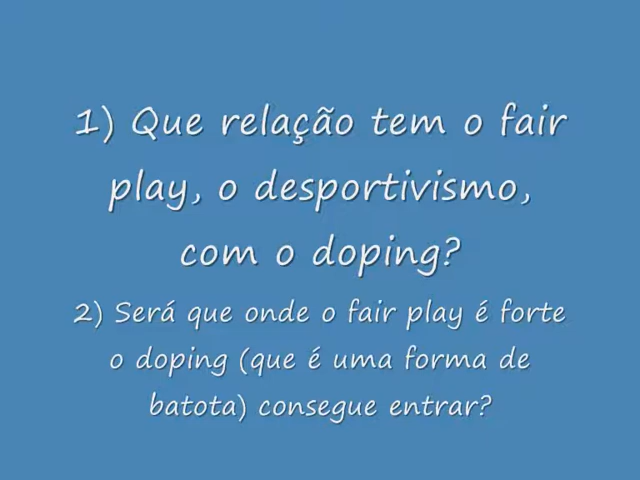 1) Que relação tem o fair
play, o desportivismo,
com o doping?
2) Será que onde o fair play é forte
o doping (que é uma forma de
batota) consegue entrar?